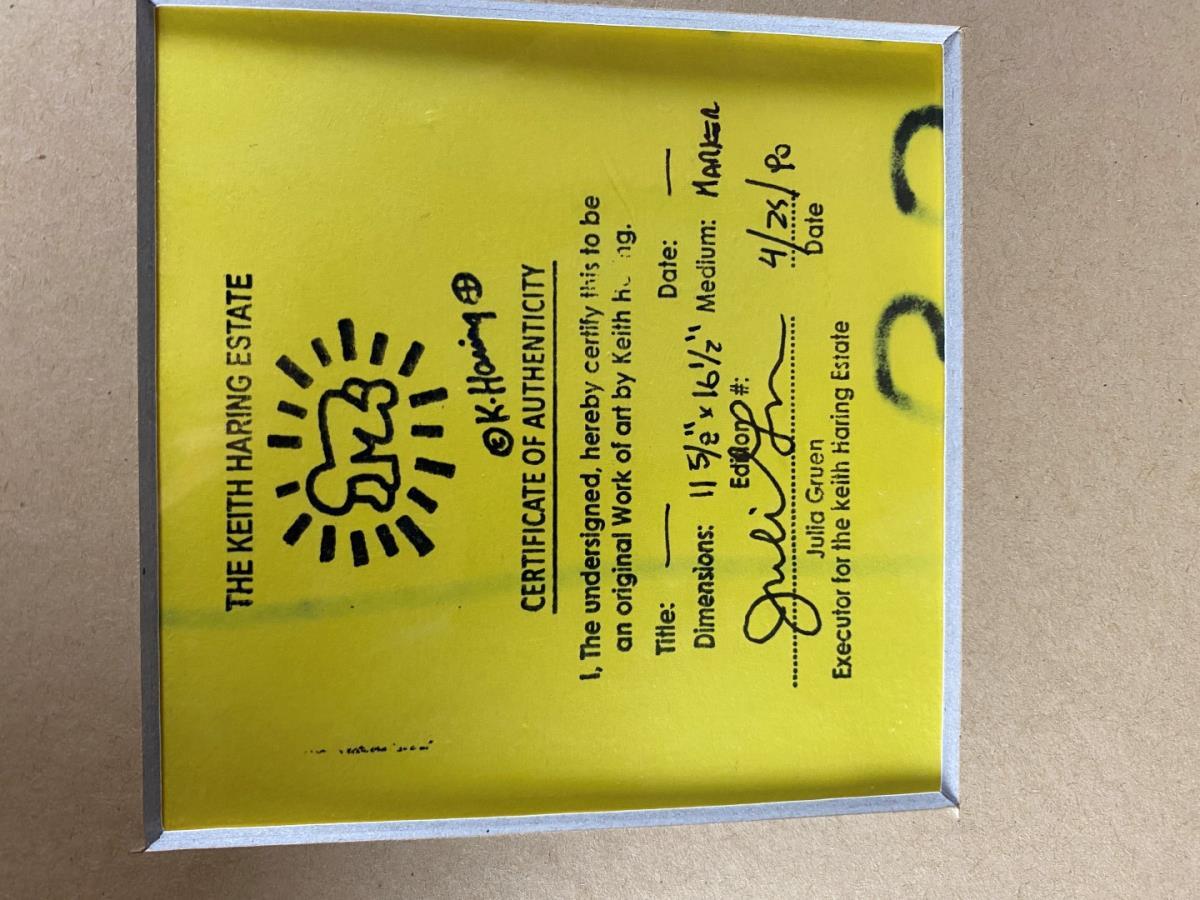 THE KEITH HARING ESTATE
© K. Haring ⊕
CERTIFICATE OF AUTHENTICITY
I, The undersigned, hereby certify this to be
an original Work of art by Keith H ng.
Title: — Date: —
Dimensions: 11 5/8" x 16 1/2" Medium: MARKER
Edition #:
4/25/90
Date
Julia Gruen
Executor for the Keith Haring Estate